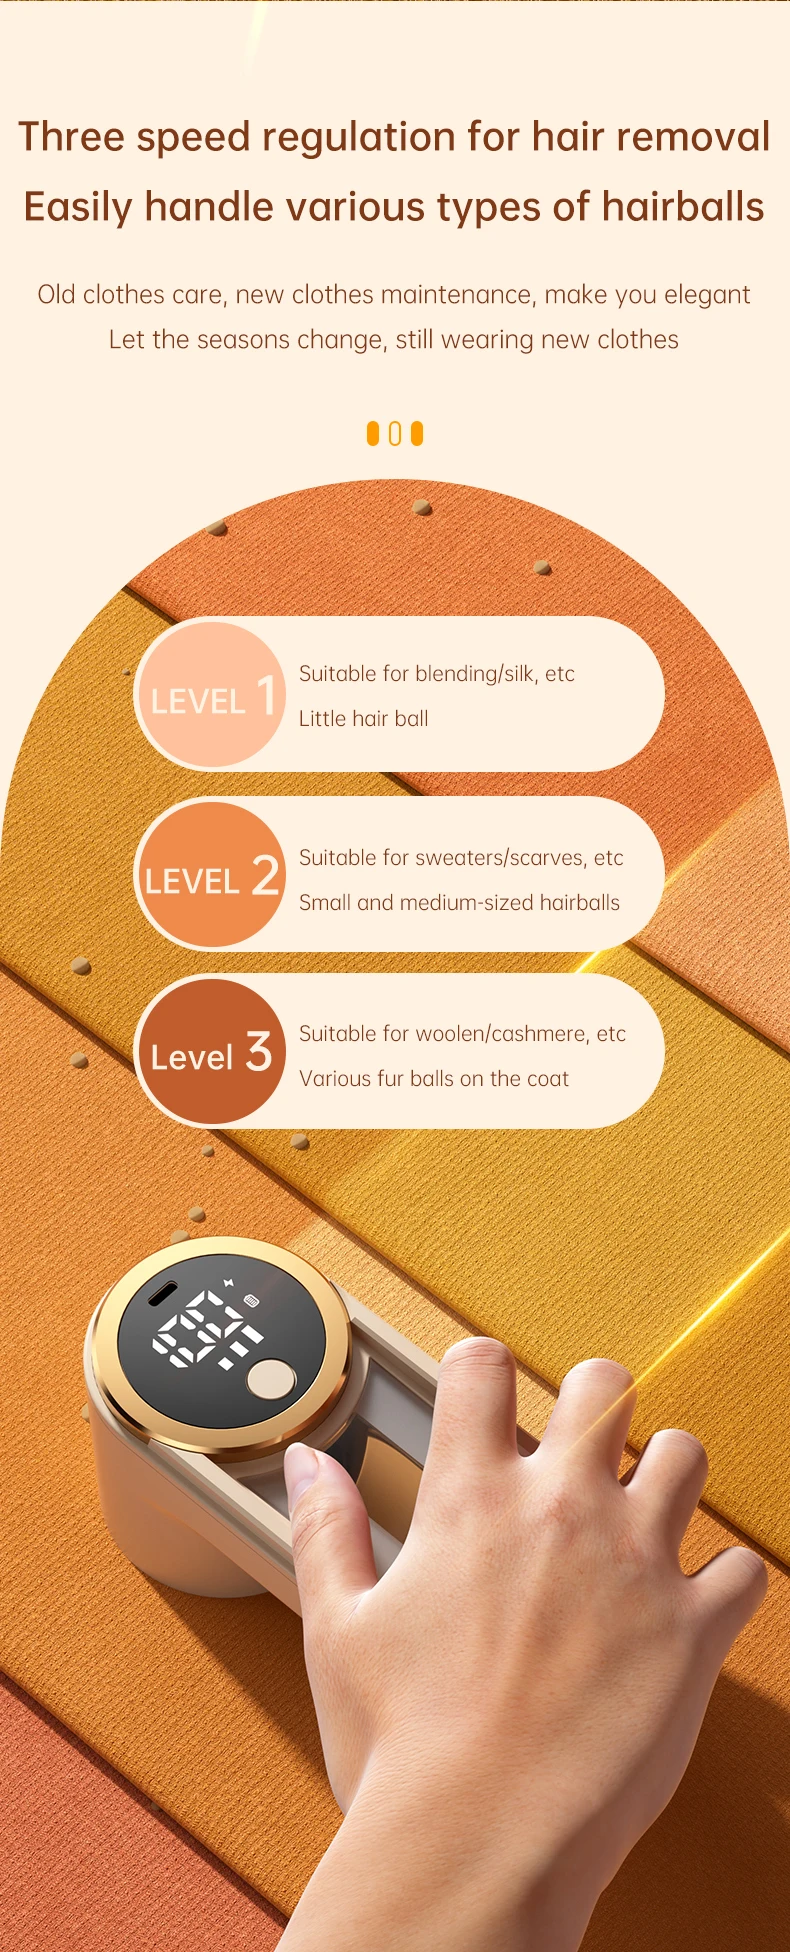 Three speed regulation for hair removal
Easily handle various types of hairballs
Old clothes care, new clothes maintenance, make you elegant
Let the seasons change, still wearing new clothes
LEVEL 1
Suitable for blending/silk, etc
Little hair ball
LEVEL 2
Suitable for sweaters/scarves, etc
Small and medium-sized hairballs
Level 3
Suitable for woolen/cashmere, etc
Various fur balls on the coat